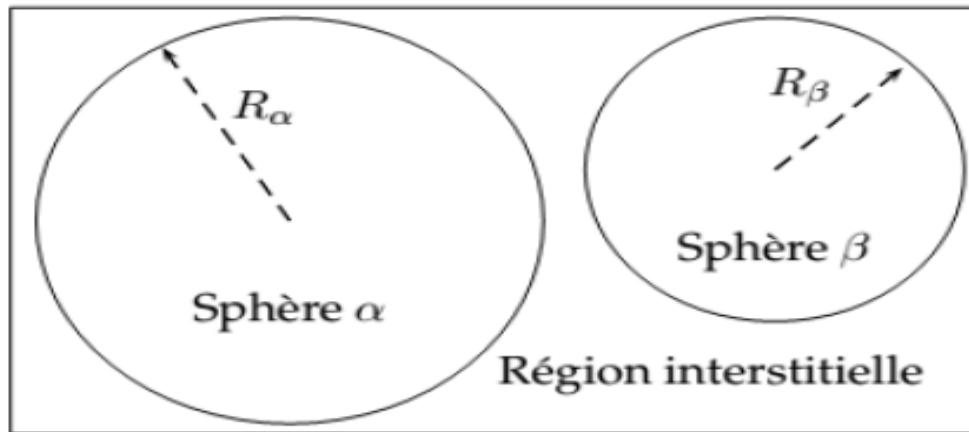 Rα
Rβ
Sphère α
Sphère β
Région interstitielle